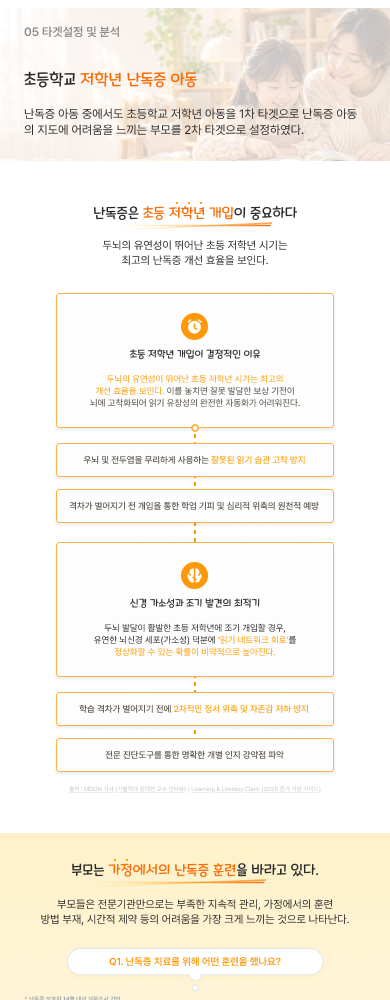 05 타겟설정 및 분석
초등학교 저학년 난독증 아동
난독증 아동 중에서도 초등학교 저학년 아동을 1차 타겟으로 난독증 아동
의 지도에 어려움을 느끼는 부모를 2차 타겟으로 설정하였다.
난독증은 초등 저학년 개입이 중요하다
두뇌의 유연성이 뛰어난 초등 저학년 시기는
최고의 난독증 개선 효율을 보인다.
초등 저학년 개입이 결정적인 이유
두뇌의 유연성이 뛰어난 초등 저학년 시기는 최고의
개선 효율을 보인다. 이를 놓치면 잘못 발달한 보상 기전이
뇌에 고착화되어 읽기 유창성의 완전한 자동화가 어려워진다.
우뇌 및 전두엽을 무리하게 사용하는 잘못된 읽기 습관 고착 방지
격차가 벌어지기 전 개입을 통한 학업 기피 및 심리적 위축의 원천적 예방
신경 가소성과 조기 발견의 최적기
두뇌 발달이 활발한 초등 저학년에 조기 개입할 경우,
유연한 뇌신경 세포(가소성) 덕분에 '읽기 네트워크 회로'를
정상화할 수 있는 확률이 비약적으로 높아진다.
학습 격차가 벌어지기 전에 2차적인 정서 위축 및 자존감 저하 방지
전문 진단도구를 통한 명확한 개별 인지 강약점 파악
부모는 가정에서의 난독증 훈련을 바라고 있다.
부모들은 전문기관만으로는 부족한 지속적 관리, 가정에서의 훈련
방법 부재, 시간적 제약 등의 어려움을 가장 크게 느끼는 것으로 나타난다.
Q1. 난독증 치료를 위해 어떤 훈련을 했나요?